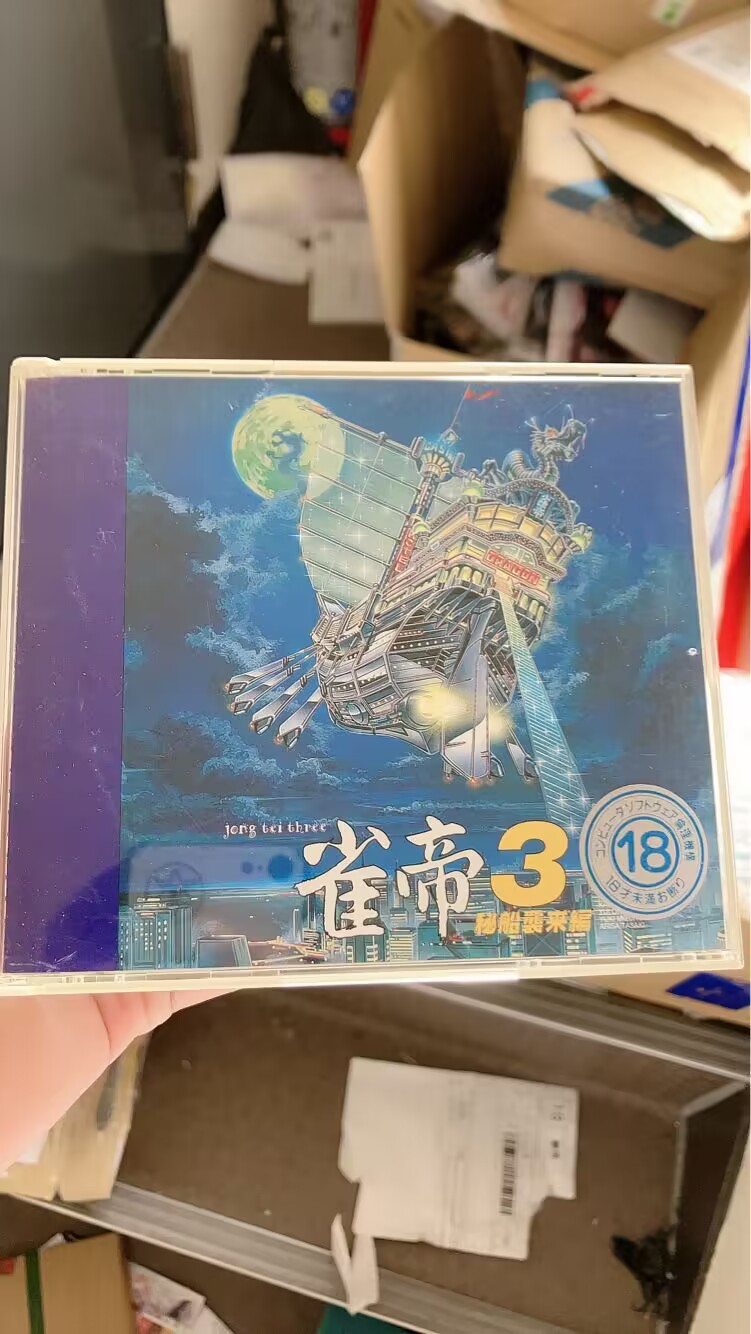 jong tei three
雀帝3
秘船襲来編
コンピュータソフトウェア倫理機構
18
18才未満お断り